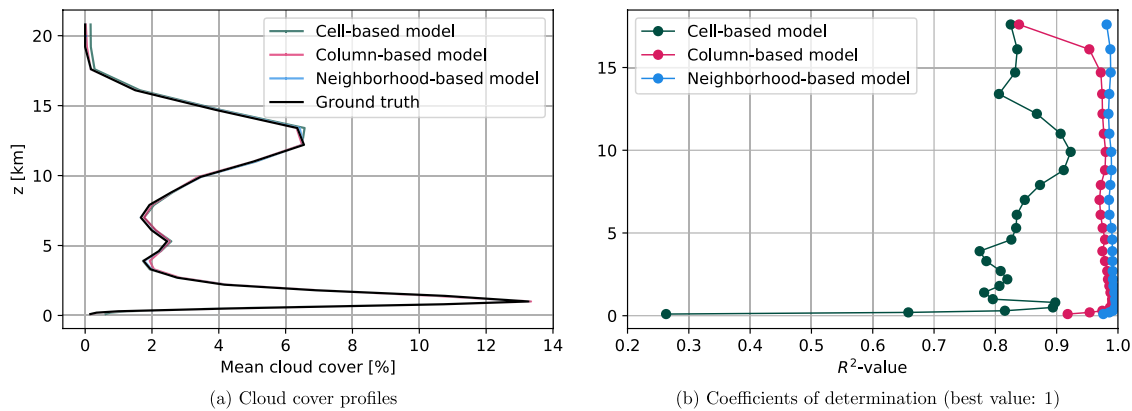 Cell-based model
Column-based model
Neighborhood-based model
Ground truth
z [km]
20
15
10
5
0
0 2 4 6 8 10 12 14
Mean cloud cover [%]
(a) Cloud cover profiles
Cell-based model
Column-based model
Neighborhood-based model
15
10
5
0
0.2 0.2 0.4 0.5 0.6 0.7 0.8 0.9 1.0
R²-value
(b) Coefficients of determination (best value: 1)